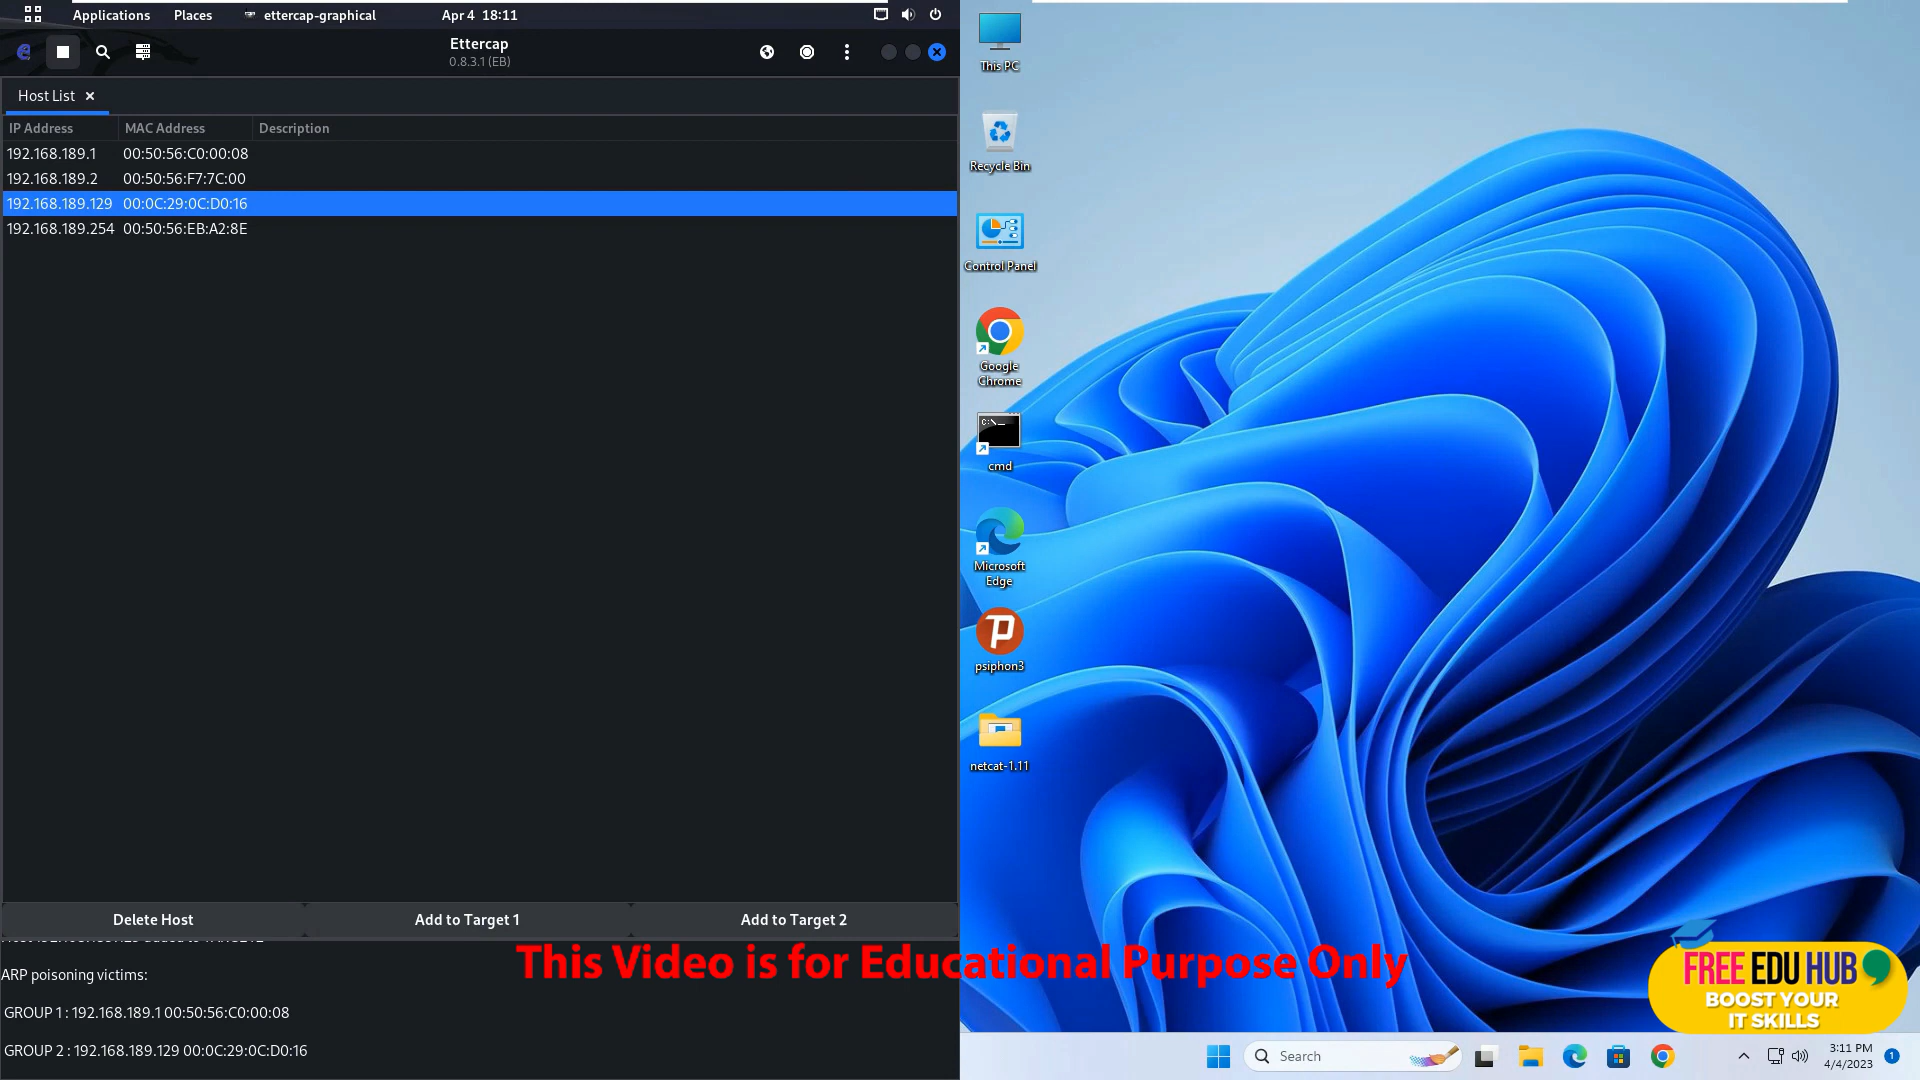 Applications Places ettercap-graphical Apr 4 18:11
Ettercap
0.8.3.1 (EB)
Host List
IP Address MAC Address Description
192.168.189.1 00:50:56:C0:00:08
192.168.189.2 00:50:56:F7:7C:00
192.168.189.129 00:0C:29:0C:D0:16
192.168.189.254 00:50:56:EB:A2:8E
Delete Host Add to Target 1 Add to Target 2
ARP poisoning victims:
GROUP 1 : 192.168.189.1 00:50:56:C0:00:08
GROUP 2 : 192.168.189.129 00:0C:29:0C:D0:16
This Video is for Educational Purpose Only
This PC
Recycle Bin
Control Panel
Google
Chrome
C:\
cmd
Microsoft
Edge
psiphon3
netcat-1.11
FREE EDU HUB
BOOST YOUR
IT SKILLS
Search
3:11 PM
4/4/2023
1